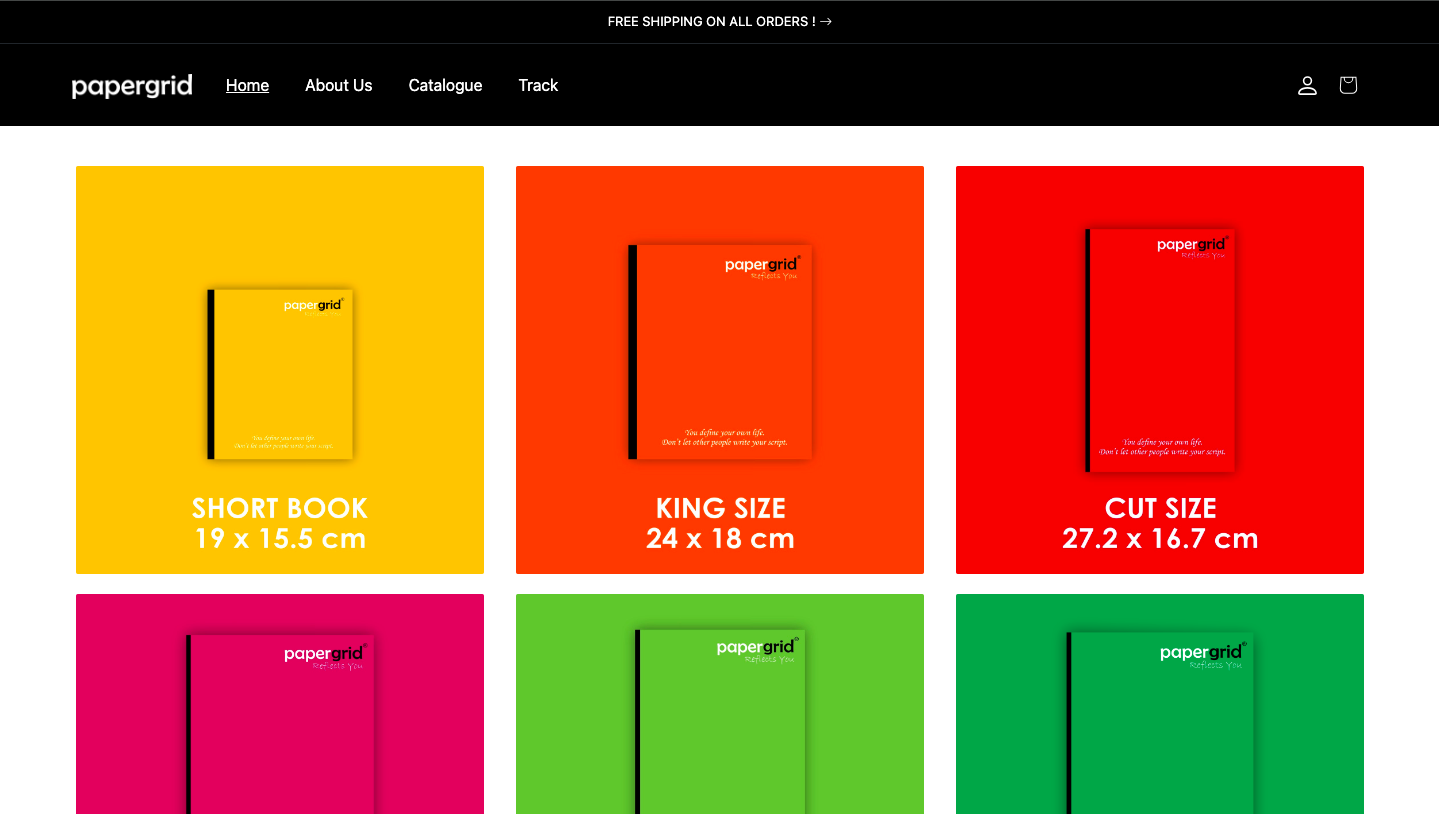 FREE SHIPPING ON ALL ORDERS ! →
papergrid Home About Us Catalogue Track
papergrid®
You define your own life.
Don't let other people write your script.
SHORT BOOK
19 x 15.5 cm
papergrid®
Reflects You
You define your own life.
Don't let other people write your script.
KING SIZE
24 x 18 cm
papergrid®
Reflects You
You define your own life.
Don't let other people write your script.
CUT SIZE
27.2 x 16.7 cm
papergrid®
Reflects You
papergrid®
Reflects You
papergrid®
Reflects You